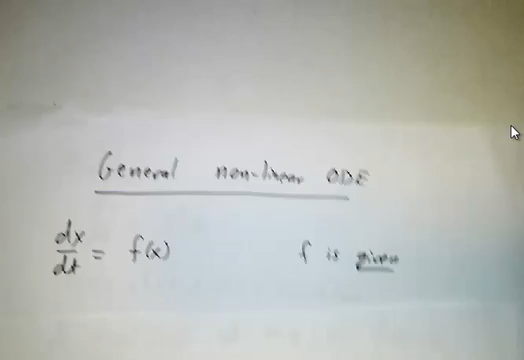 General non-linear ODE
dx/dt = f(x) f is given